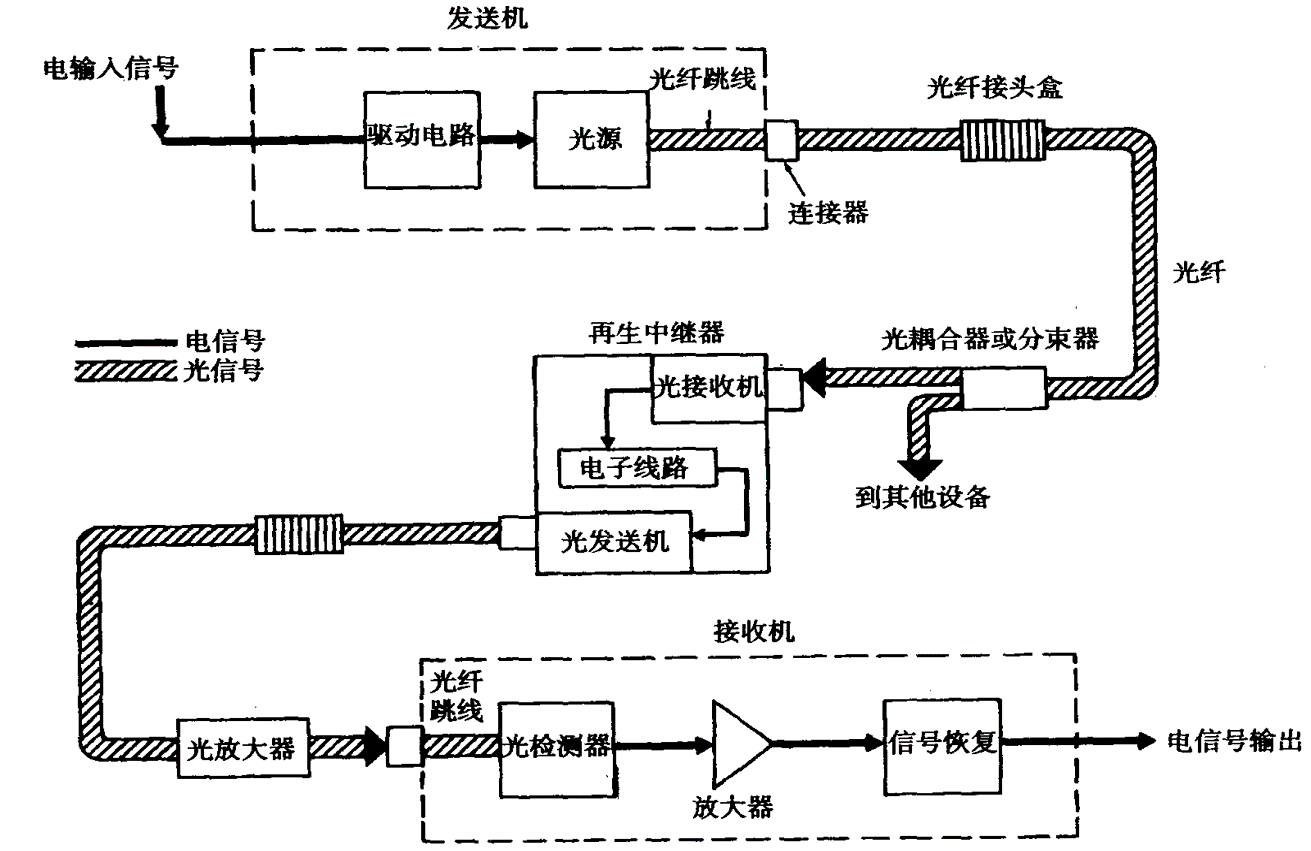 发送机
电输入信号
光纤跳线
光纤接头盒
驱动电路
光源
连接器
光纤
再生中继器
光耦合器或分束器
电信号
光信号
光接收机
电子线路
到其他设备
光发送机
接收机
光纤
跳线
光放大器
光检测器
信号恢复
电信号输出
放大器